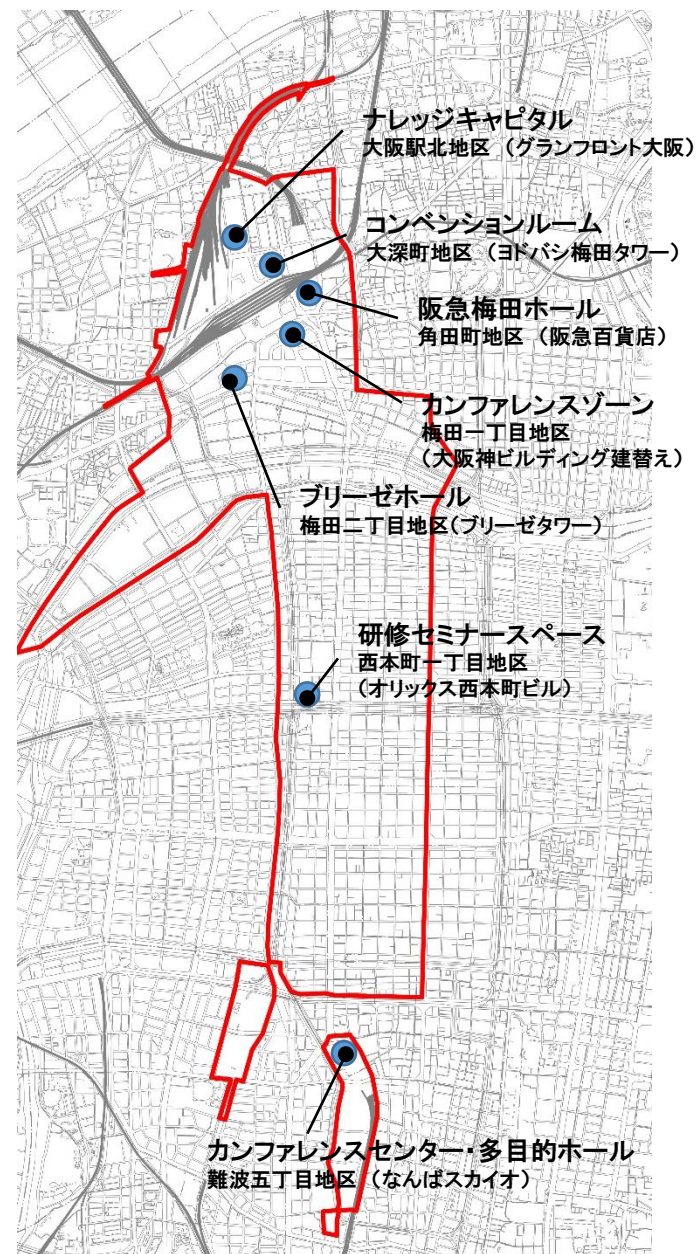 ナレッジキャピタル
大阪駅北地区 (グランフロント大阪)
コンベンションルーム
大深町地区 (ヨドバシ梅田タワー)
阪急梅田ホール
角田町地区 (阪急百貨店)
カンファレンスゾーン
梅田一丁目地区
(大阪神ビルディング建替え)
ブリーゼホール
梅田二丁目地区(ブリーゼタワー)
研修セミナースペース
西本町一丁目地区
(オリックス西本町ビル)
カンファレンスセンター・多目的ホール
難波五丁目地区 (なんばスカイオ)